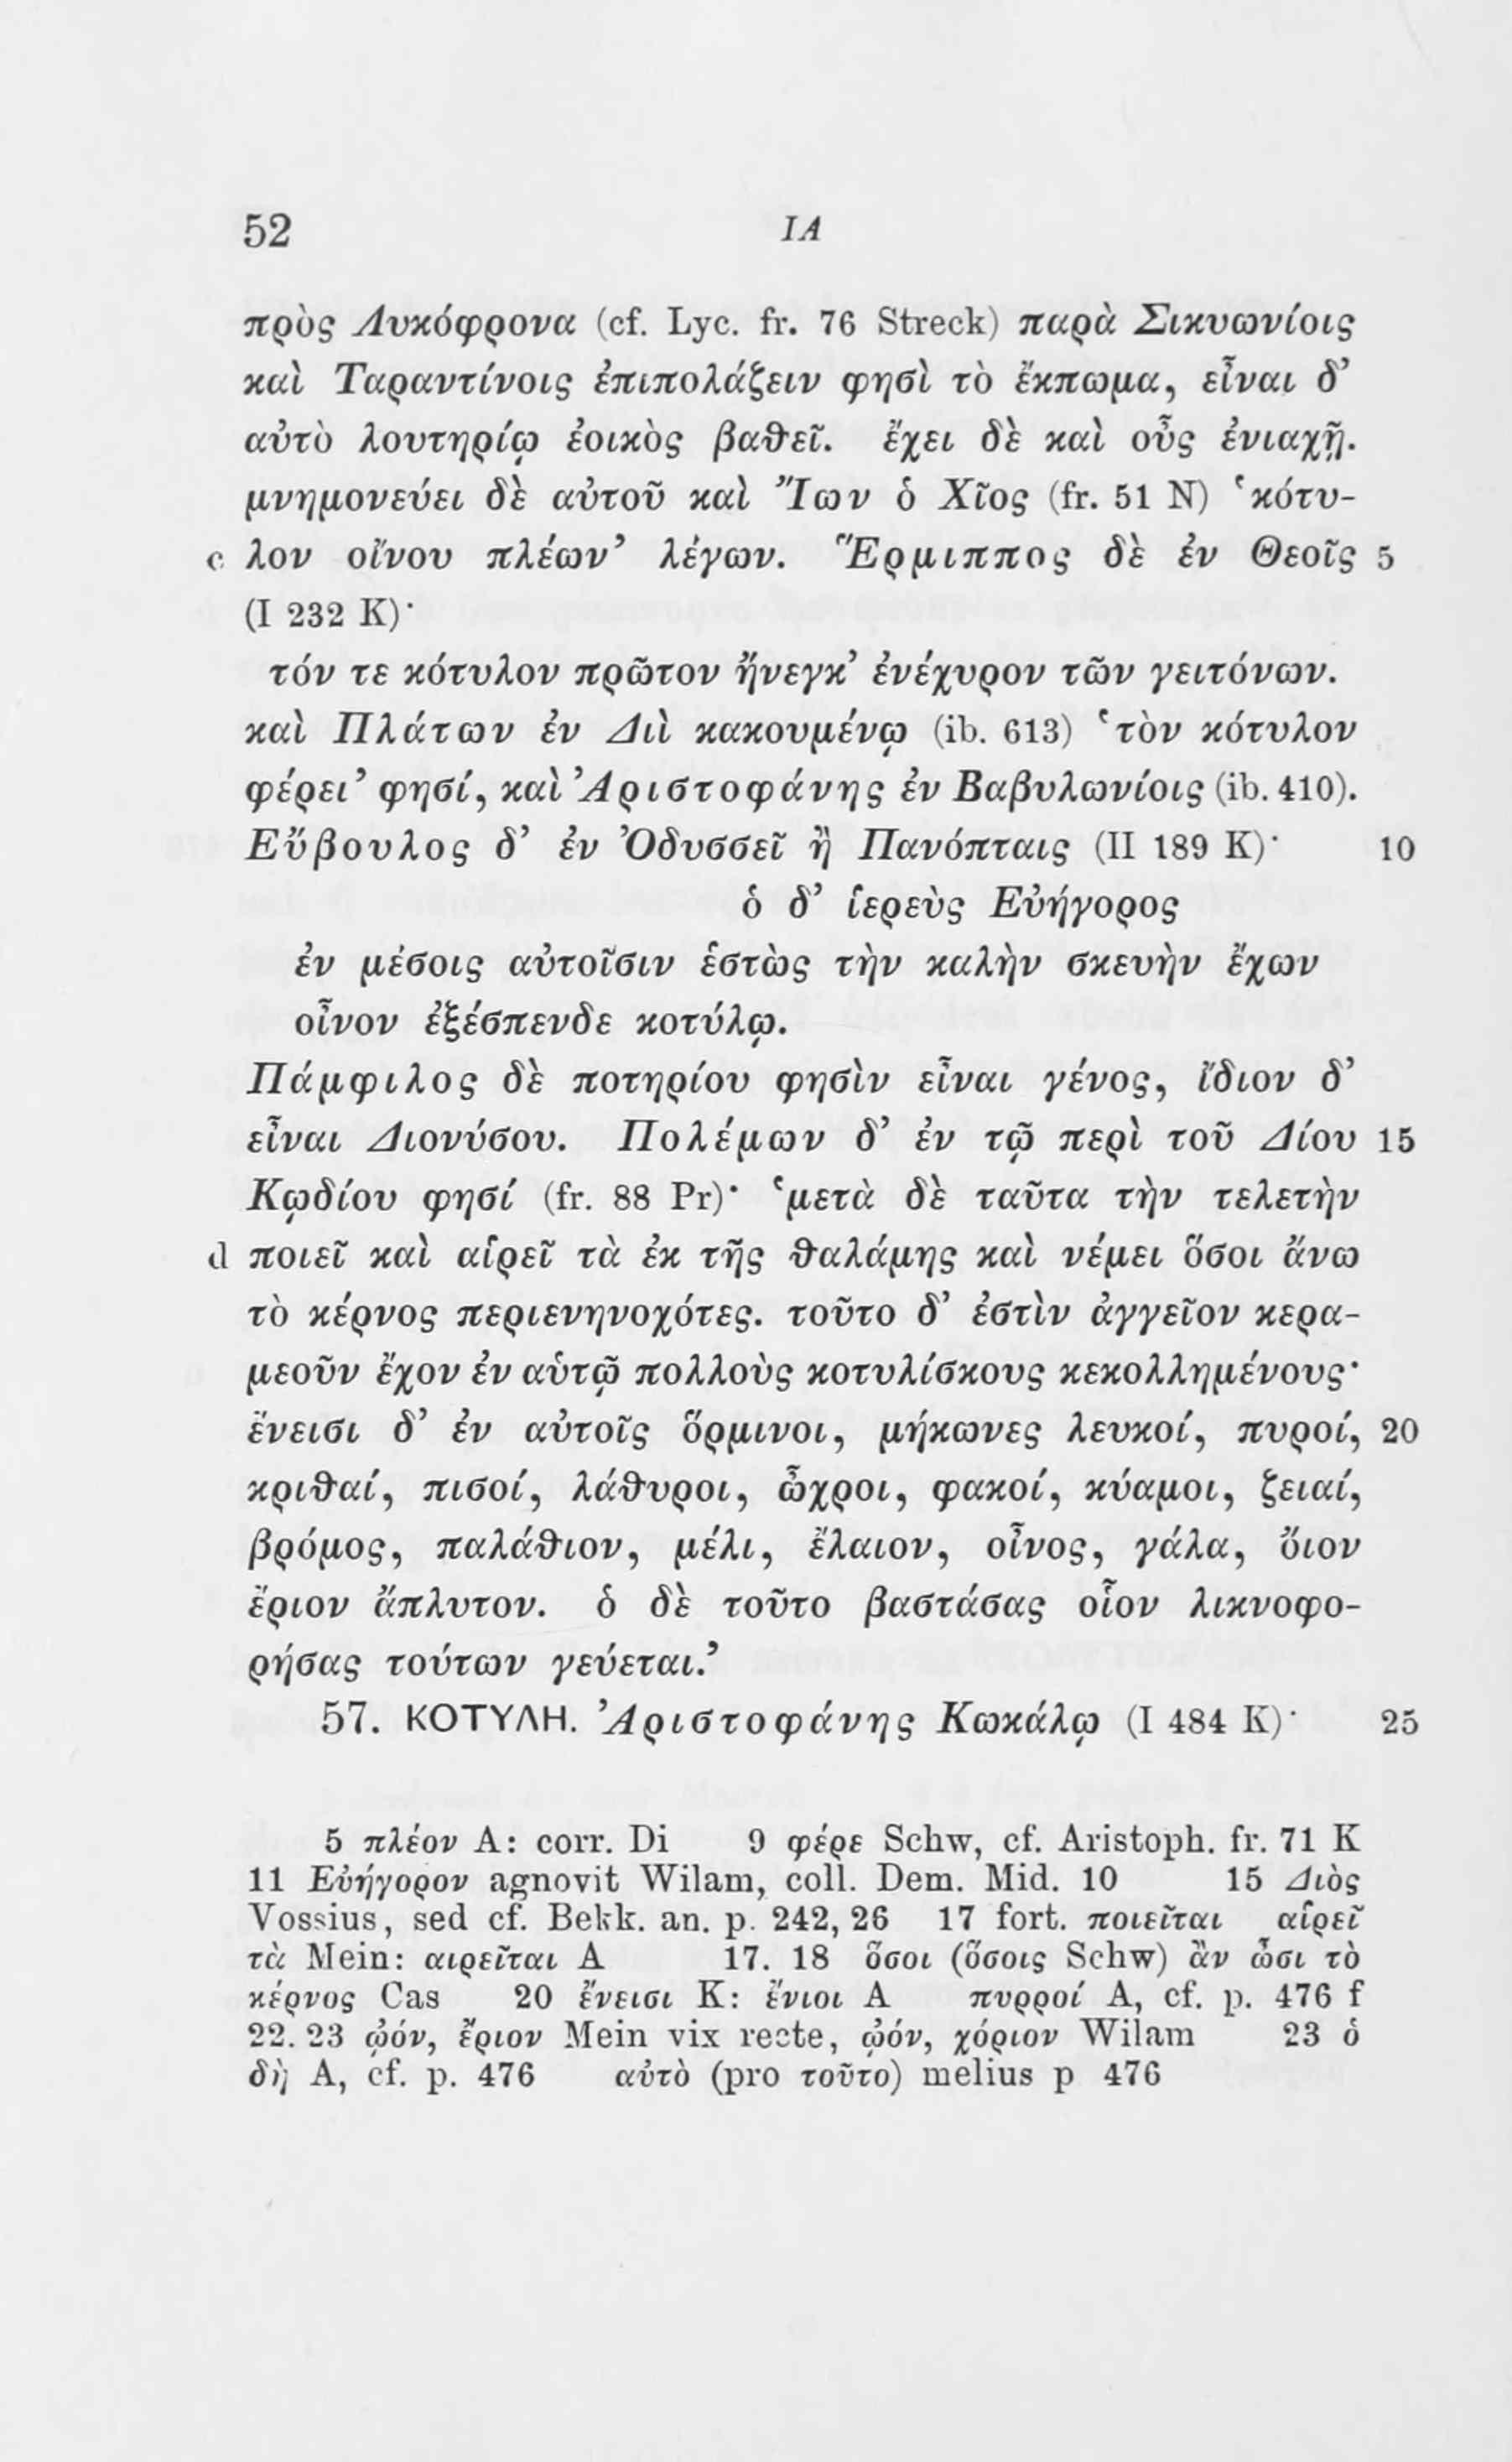 52 ΙΑ
πρὸς Λυκόφρονα (cf. Lyc. fr. 76 Streck) παρὰ Σικυωνίοις
καὶ Ταραντίνοις ἐπιπολάζειν φησὶ τὸ ἔκπωμα, εἶναι δ’
αὐτὸ λουτηρίῳ ἐοικὸς βαθεῖ. ἔχει δὲ καὶ οὖς ἐνιαχῇ.
μνημονεύει δὲ αὐτοῦ καὶ Ἴων ὁ Χῖος (fr. 51 N) ‘κότυ-
c λον οἴνου πλέων’ λέγων. Ἕρμιππος δὲ ἐν Θεοῖς 5
(I 232 K)·
τόν τε κότυλον πρῶτον ἤνεγκ’ ἐνέχυρον τῶν γειτόνων.
καὶ Πλάτων ἐν Διὶ κακουμένῳ (ib. 613) ‘τὸν κότυλον
φέρει’ φησί, καὶ Ἀριστοφάνης ἐν Βαβυλωνίοις (ib. 410).
Εὔβουλος δ’ ἐν Ὀδυσσεῖ ἢ Πανόπταις (II 189 K)· 10
ὁ δ’ ἱερεὺς Εὐήγορος
ἐν μέσοις αὐτοῖσιν ἑστὼς τὴν καλὴν σκευὴν ἔχων
οἶνον ἐξέσπενδε κοτύλῳ.
Πάμφιλος δὲ ποτηρίου φησὶν εἶναι γένος, ἴδιον δ’
εἶναι Διονύσου. Πολέμων δ’ ἐν τῷ περὶ τοῦ Δίου 15
Κῳδίου φησί (fr. 88 Pr)· ‘μετὰ δὲ ταῦτα τὴν τελετὴν
d ποιεῖ καὶ αἱρεῖ τὰ ἐκ τῆς θαλάμης καὶ νέμει ὅσοι ἄνω
τὸ κέρνος περιενηνοχότες. τοῦτο δ’ ἐστὶν ἀγγεῖον κερα-
μεοῦν ἔχον ἐν αὑτῷ πολλοὺς κοτυλίσκους κεκολλημένους·
ἔνεισι δ’ ἐν αὐτοῖς ὅρμινοι, μήκωνες λευκοί, πυροί, 20
κριθαί, πισοί, λάθυροι, ὦχροι, φακοί, κύαμοι, ζειαί,
βρόμος, παλάθιον, μέλι, ἔλαιον, οἶνος, γάλα, ὄιον
ἔριον ἄπλυτον. ὁ δὲ τοῦτο βαστάσας οἷον λικνοφο-
ρήσας τούτων γεύεται.’
57. ΚΟΤΥΛΗ. Ἀριστοφάνης Κωκάλῳ (I 484 K)· 25
5 πλέον A: corr. Di 9 φέρε Schw, cf. Aristoph. fr. 71 K
11 Εὐήγορον agnovit Wilam, coll. Dem. Mid. 10 15 Διὸς
Vossius, sed cf. Bekk. an. p. 242, 26 17 fort. ποιεῖται αἱρεῖ
τὰ Mein: αιρεῖται A 17. 18 ὅσοι (ὅσοις Schw) ἂν ὦσι τὸ
κέρνος Cas 20 ἔνεισι K: ἔνιοι A πυρροί A, cf. p. 476 f
22. 23 ᾠόν, ἔριον Mein vix recte, ᾠόν, χόριον Wilam 23 ὁ
δὴ A, cf. p. 476 αὐτὸ (pro τοῦτο) melius p 476